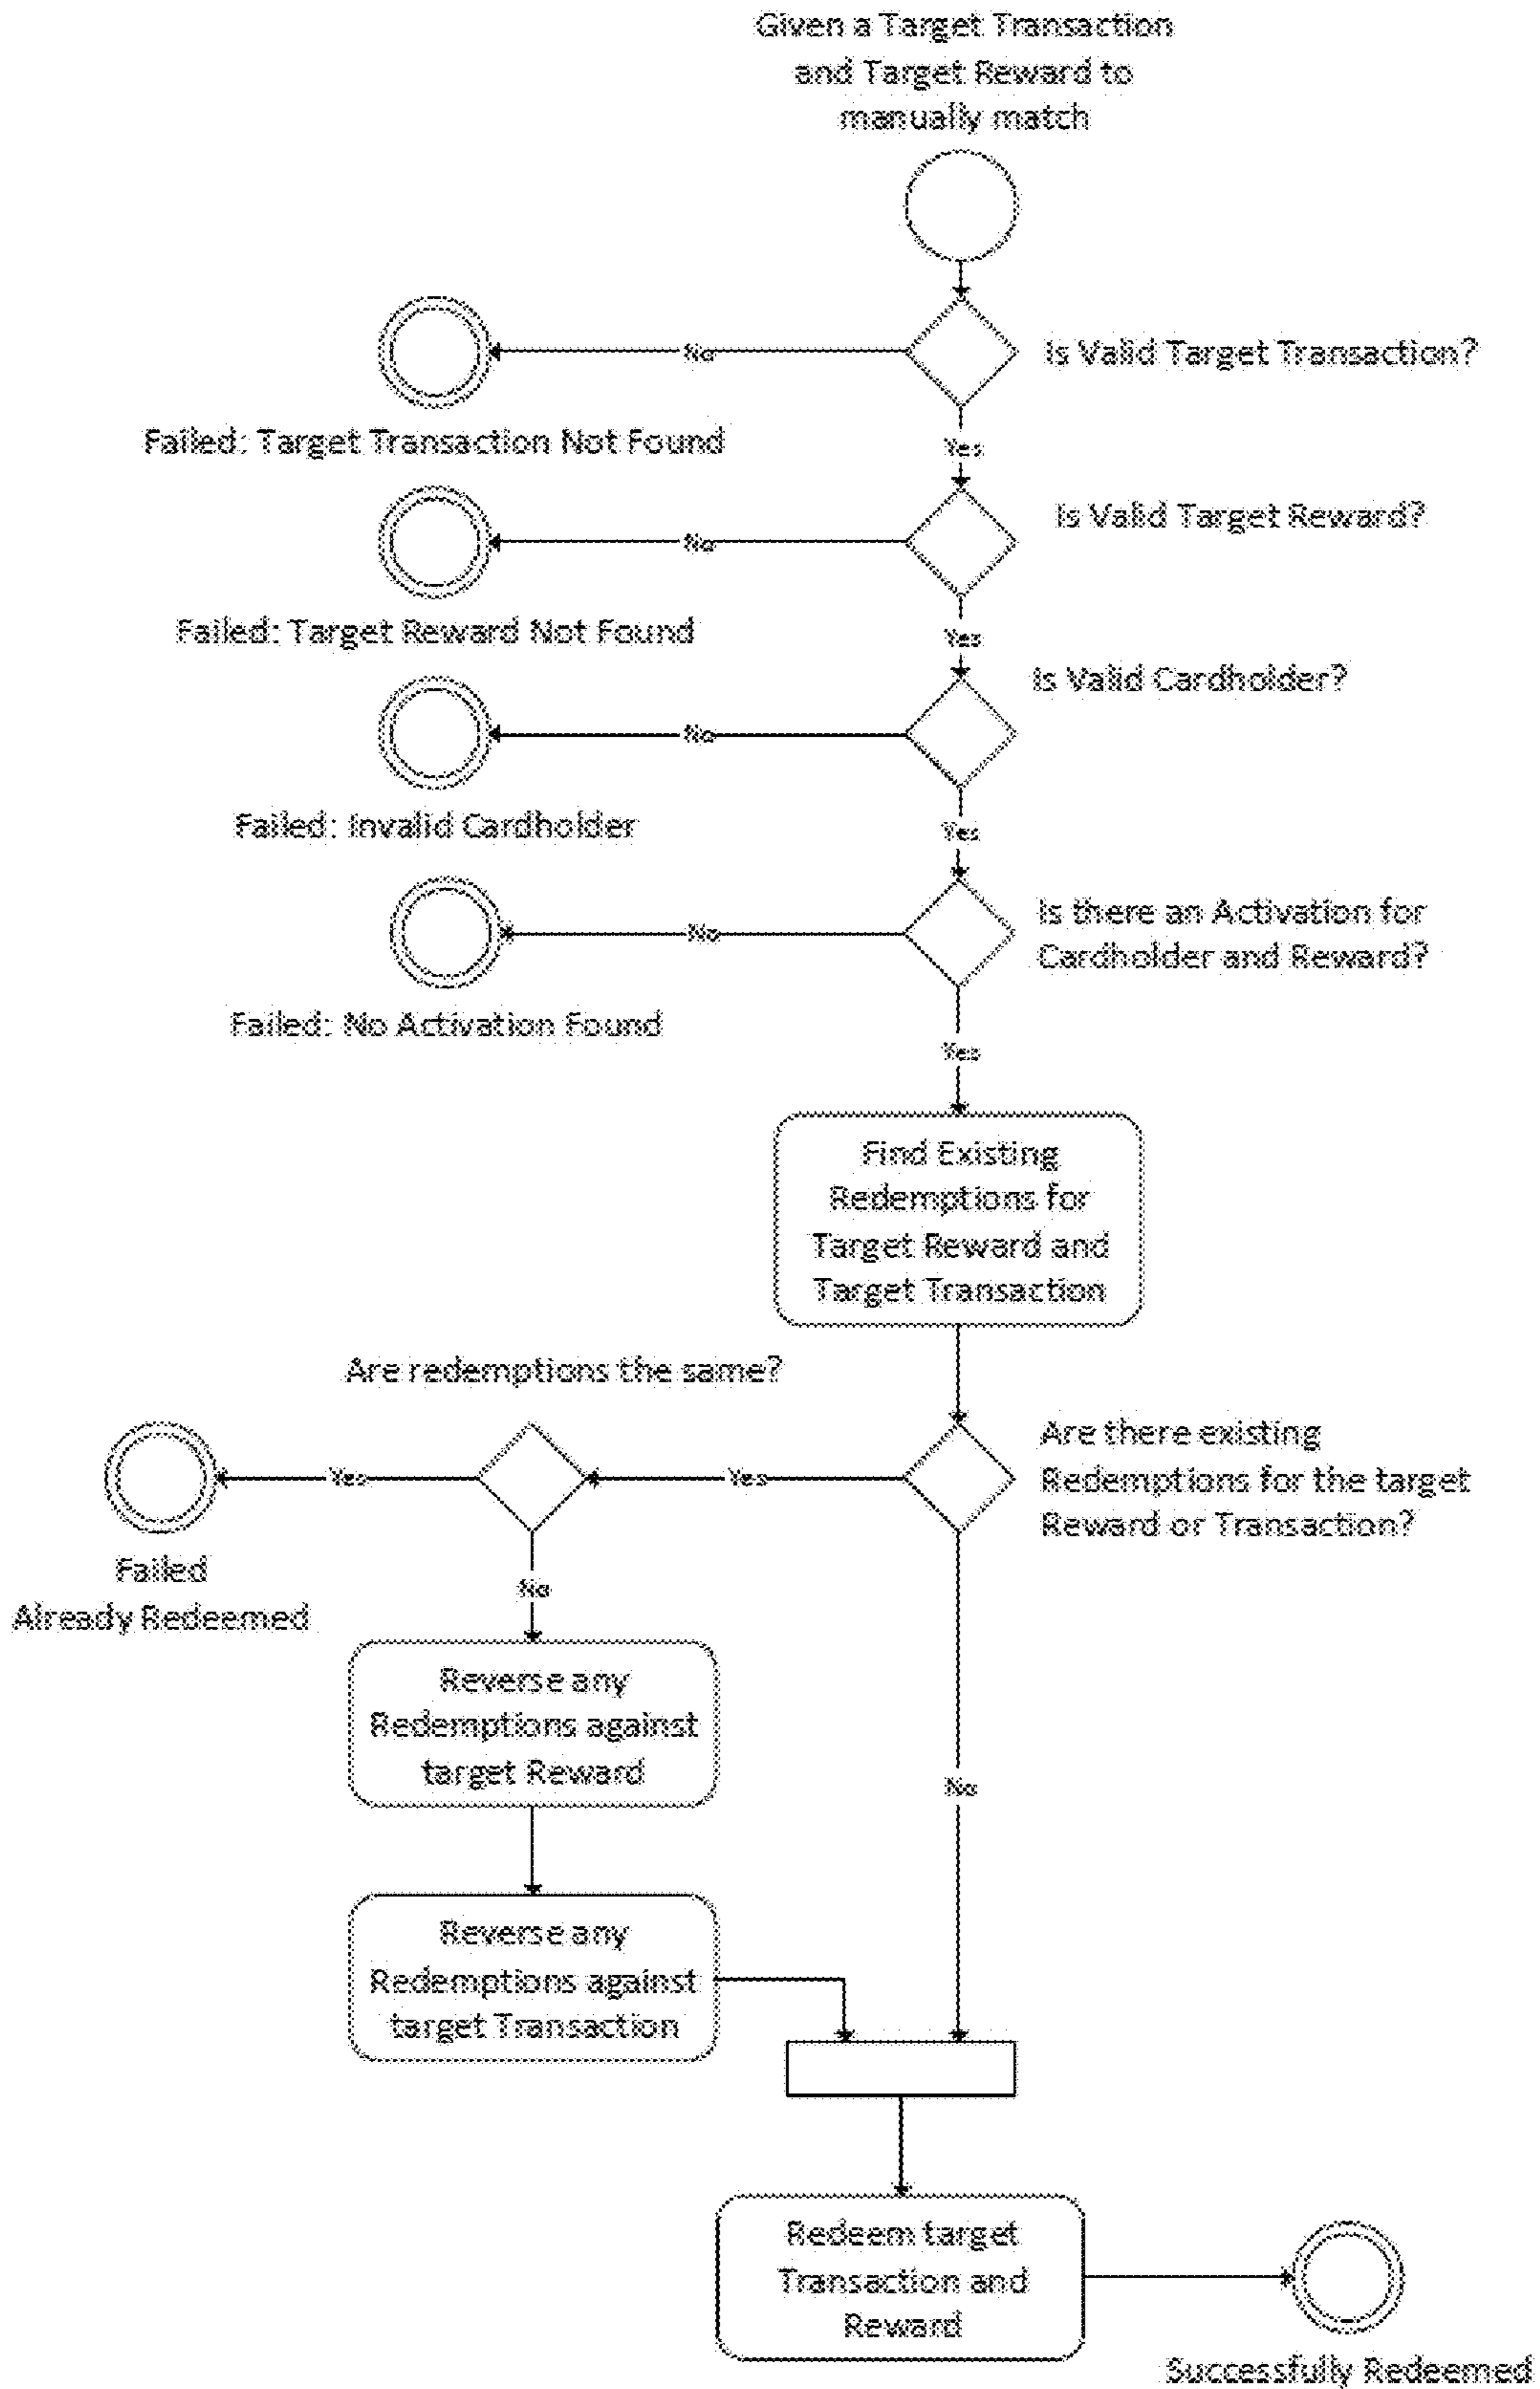 Given a Target Transaction
and Target Reward to
manually match
Is Valid Target Transaction?
No
Failed: Target Transaction Not Found
Yes
Is Valid Target Reward?
No
Failed: Target Reward Not Found
Yes
Is Valid Cardholder?
No
Failed: Invalid Cardholder
Yes
Is there an Activation for
Cardholder and Reward?
No
Failed: No Activation Found
Yes
Find Existing
Redemptions for
Target Reward and
Target Transaction
Are redemptions the same?
Are there existing
Redemptions for the target
Reward or Transaction?
Yes
Yes
Failed
Already Redeemed
No
Reverse any
Redemptions against
target Reward
No
Reverse any
Redemptions against
target Transaction
Redeem target
Transaction and
Reward
Successfully Redeemed